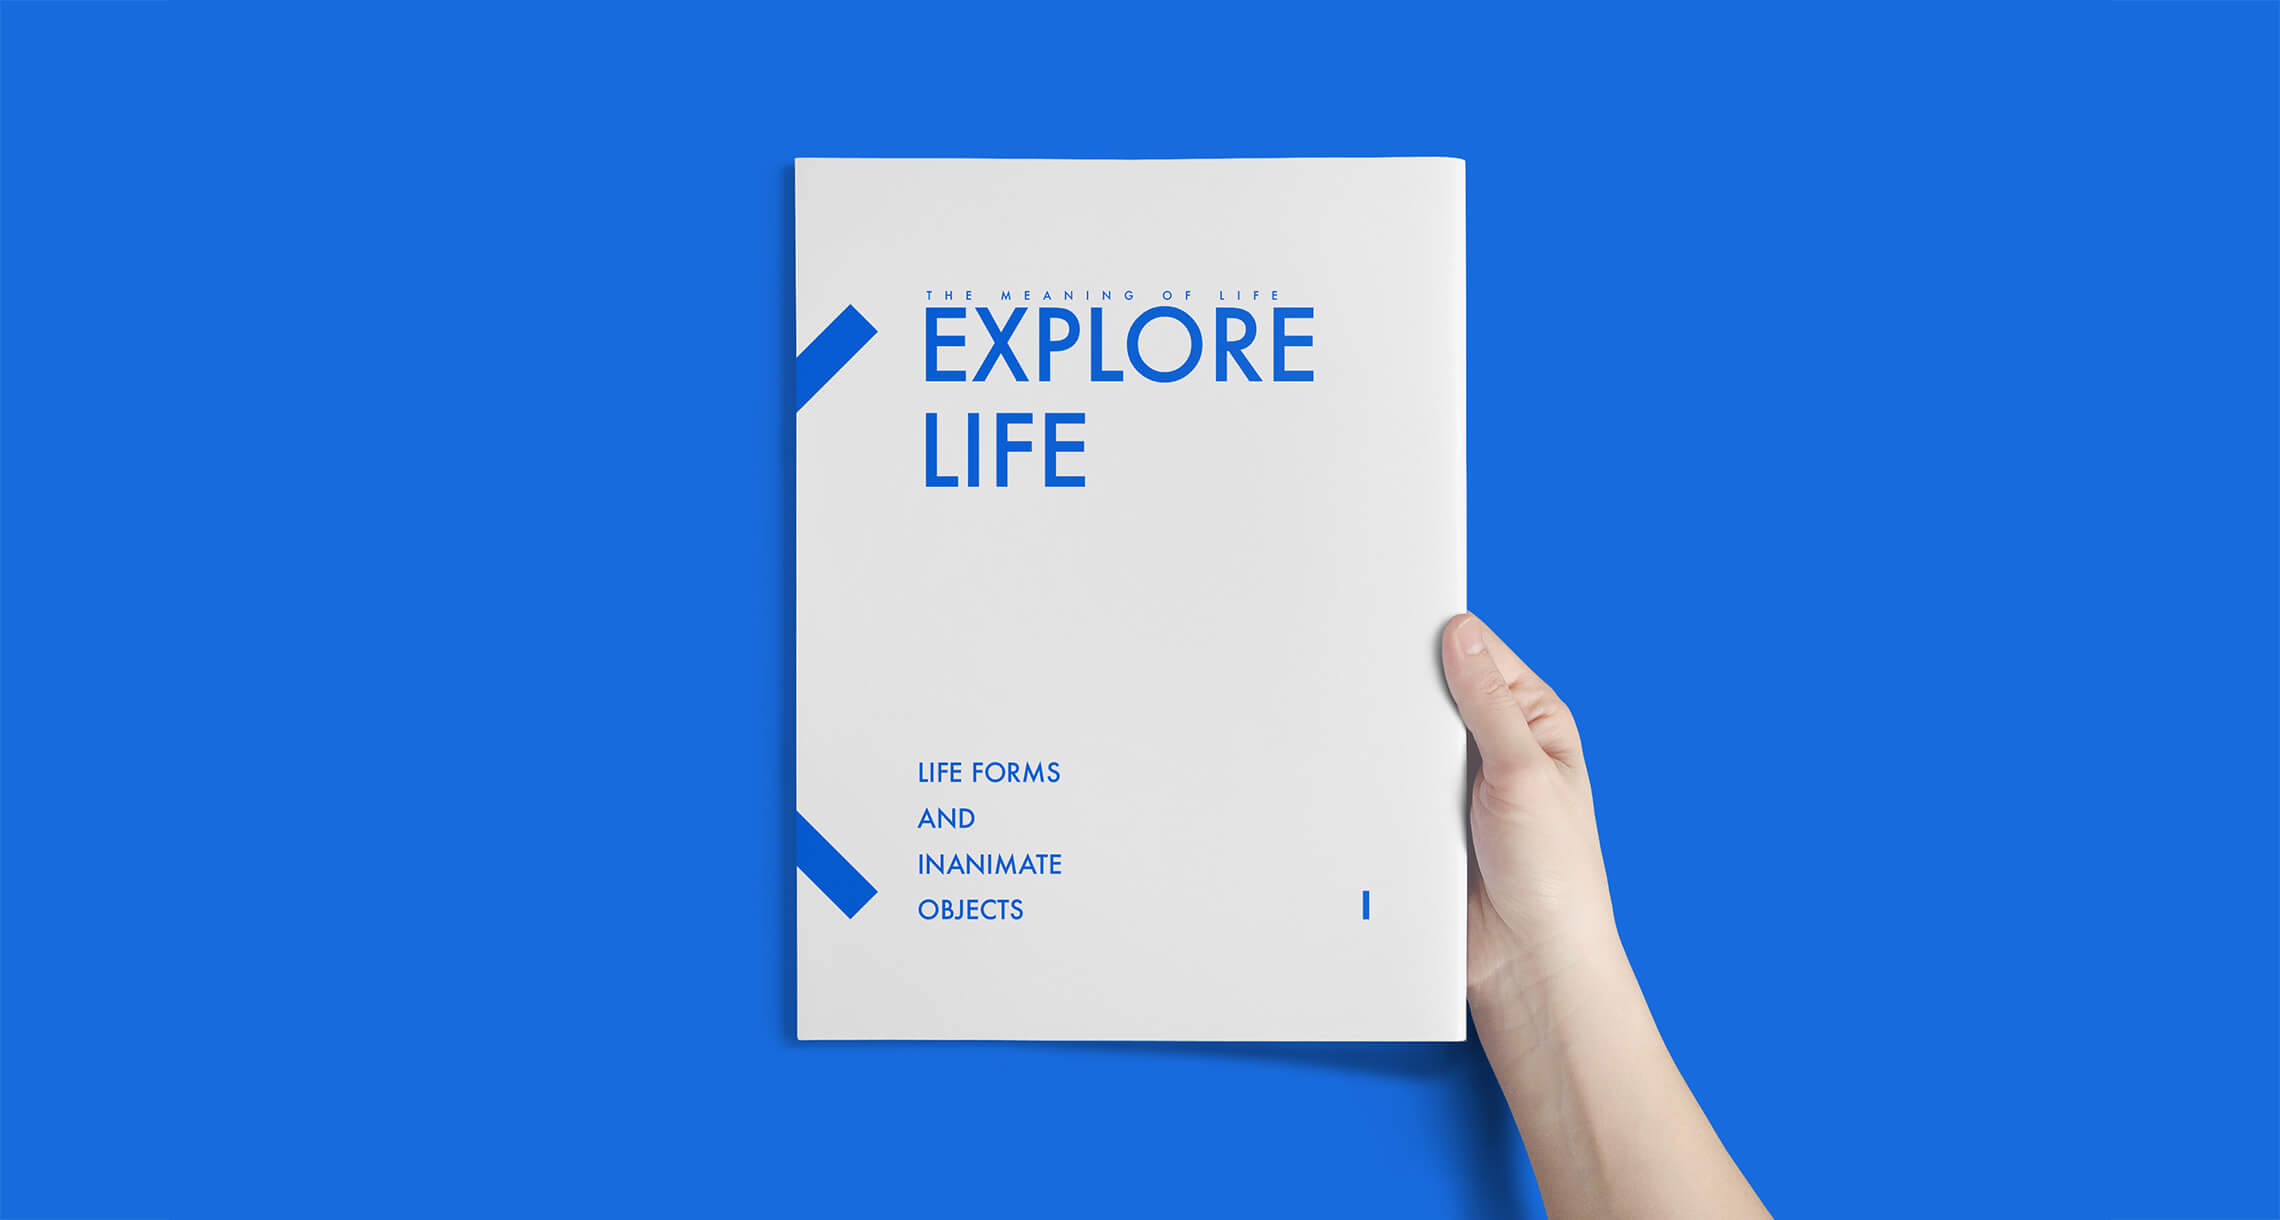 THE MEANING OF LIFE
EXPLORE
LIFE
LIFE FORMS
AND
INANIMATE
OBJECTS
I